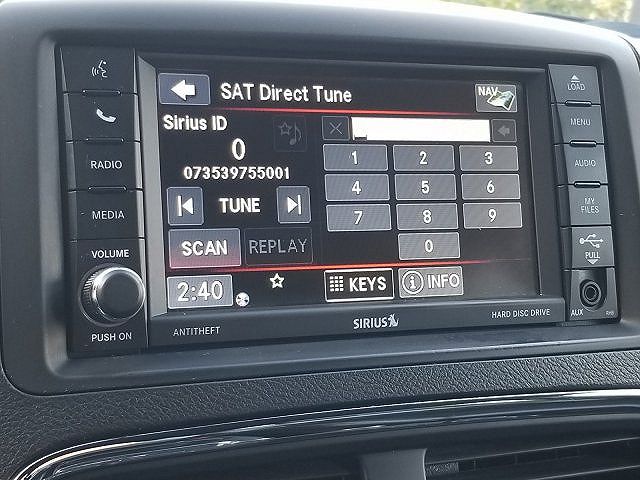 SAT Direct Tune
NAV
LOAD
Sirius ID
MENU
0
1 2 3
RADIO
073539755001
AUDIO
4 5 6
TUNE
MEDIA
MY
FILES
7 8 9
SCAN REPLAY
0
VOLUME
PULL
2:40
KEYS
INFO
PUSH ON
ANTITHEFT
SIRIUS
HARD DISC DRIVE
AUX
RHB